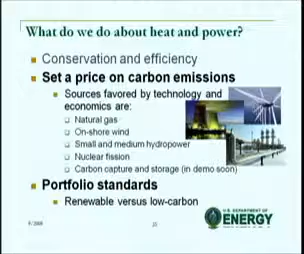 What do we do about heat and power?
Conservation and efficiency
Set a price on carbon emissions
Sources favored by technology and
economics are:
Natural gas
On-shore wind
Small and medium hydropower
Nuclear fission
Carbon capture and storage (in demo soon)
Portfolio standards
Renewable versus low-carbon
U.S. DEPARTMENT OF
ENERGY